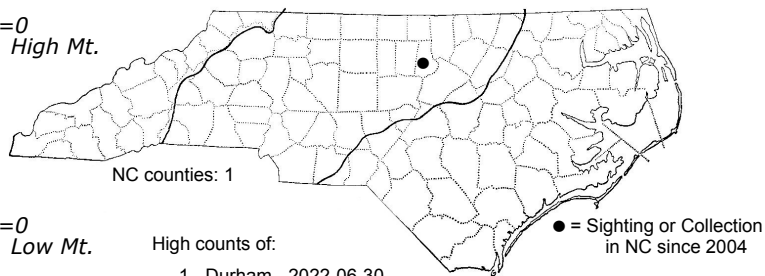 =0
High Mt.
NC counties: 1
=0
Low Mt.
High counts of:
1 - Durham - 2022-06-30
● = Sighting or Collection
in NC since 2004